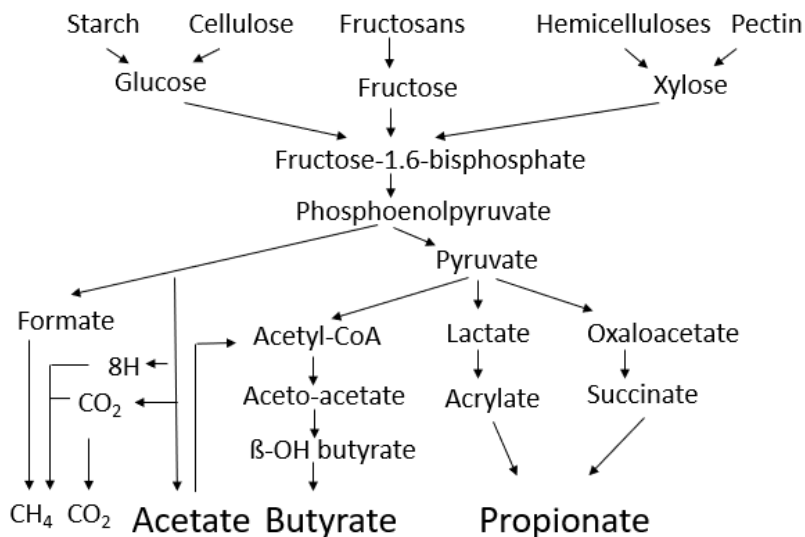 Starch Cellulose Fructosans Hemicelluloses Pectin
Glucose Fructose Xylose
Fructose-1.6-bisphosphate
Phosphoenolpyruvate
Pyruvate
Formate Acetyl-CoA Lactate Oxaloacetate
8H
CO₂ Aceto-acetate Acrylate Succinate
ß-OH butyrate
CH₄ CO₂ Acetate Butyrate Propionate